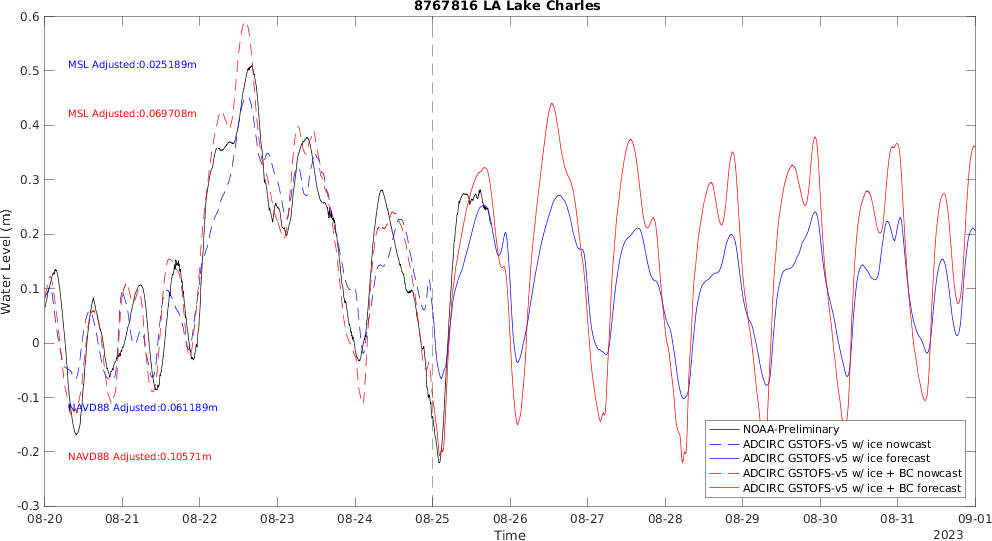 8767816 LA Lake Charles
0.6
0.5
0.4
0.3
0.2
0.1
0
-0.1
-0.2
-0.3
Water Level (m)
MSL Adjusted:0.025189m
MSL Adjusted:0.069708m
NAVD88 Adjusted:0.061189m
NAVD88 Adjusted:0.10571m
NOAA-Preliminary
ADCIRC GSTOFS-v5 w/ ice nowcast
ADCIRC GSTOFS-v5 w/ ice forecast
ADCIRC GSTOFS-v5 w/ ice + BC nowcast
ADCIRC GSTOFS-v5 w/ ice + BC forecast
08-20 08-21 08-22 08-23 08-24 08-25 08-26 08-27 08-28 08-29 08-30 08-31 09-01
Time
2023